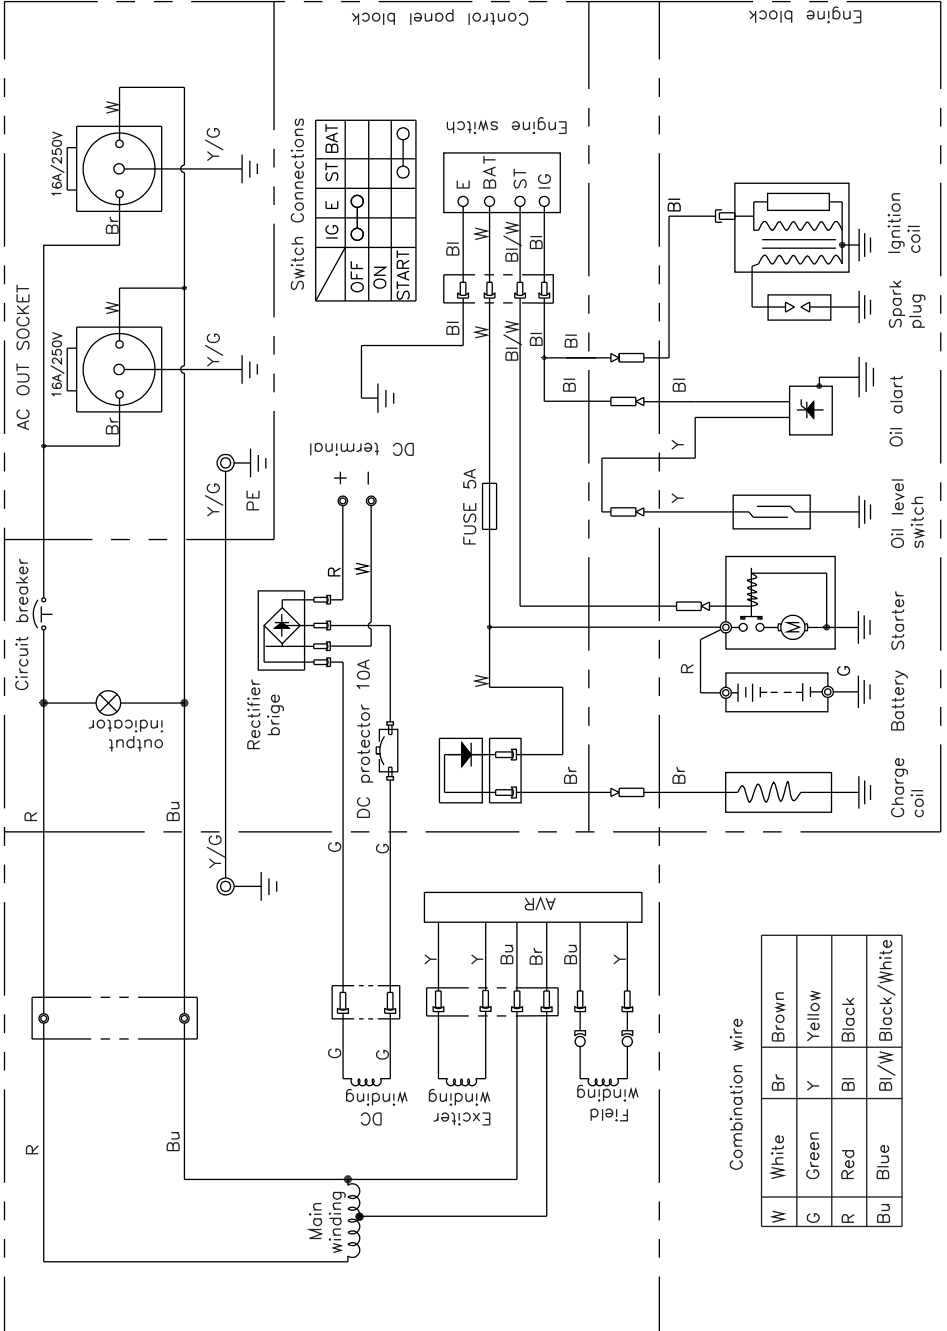 Control panel block
Engine block
AC OUT SOCKET
16A/250V
W
Br
Y/G
16A/250V
W
Br
Y/G
Y/G
PE
Y/G
Circuit breaker
output
indicator
R
Bu
R
Bu
Switch Connections
IG E ST BAT
OFF
ON
START
Engine switch
E
BAT
ST
IG
Bl
W
Bl/W
Bl
Bl
W
Bl/W
Bl
Bl
Bl
Bl
Bl
Y
Y
DC terminal
+
−
R
W
FUSE 5A
Rectifier
brige
DC protector 10A
G
G
G
G
W
Br
Br
R
G
M
Ignition
coil
Spark
plug
Oil alart
Oil level
switch
Starter
Battery
Charge
coil
AVR
Y
Y
Bu
Br
Bu
Y
DC
winding
Exciter
winding
Field
winding
Main
winding
Combination wire
W White Br Brown
G Green Y Yellow
R Red Bl Black
Bu Blue Bl/W Black/White